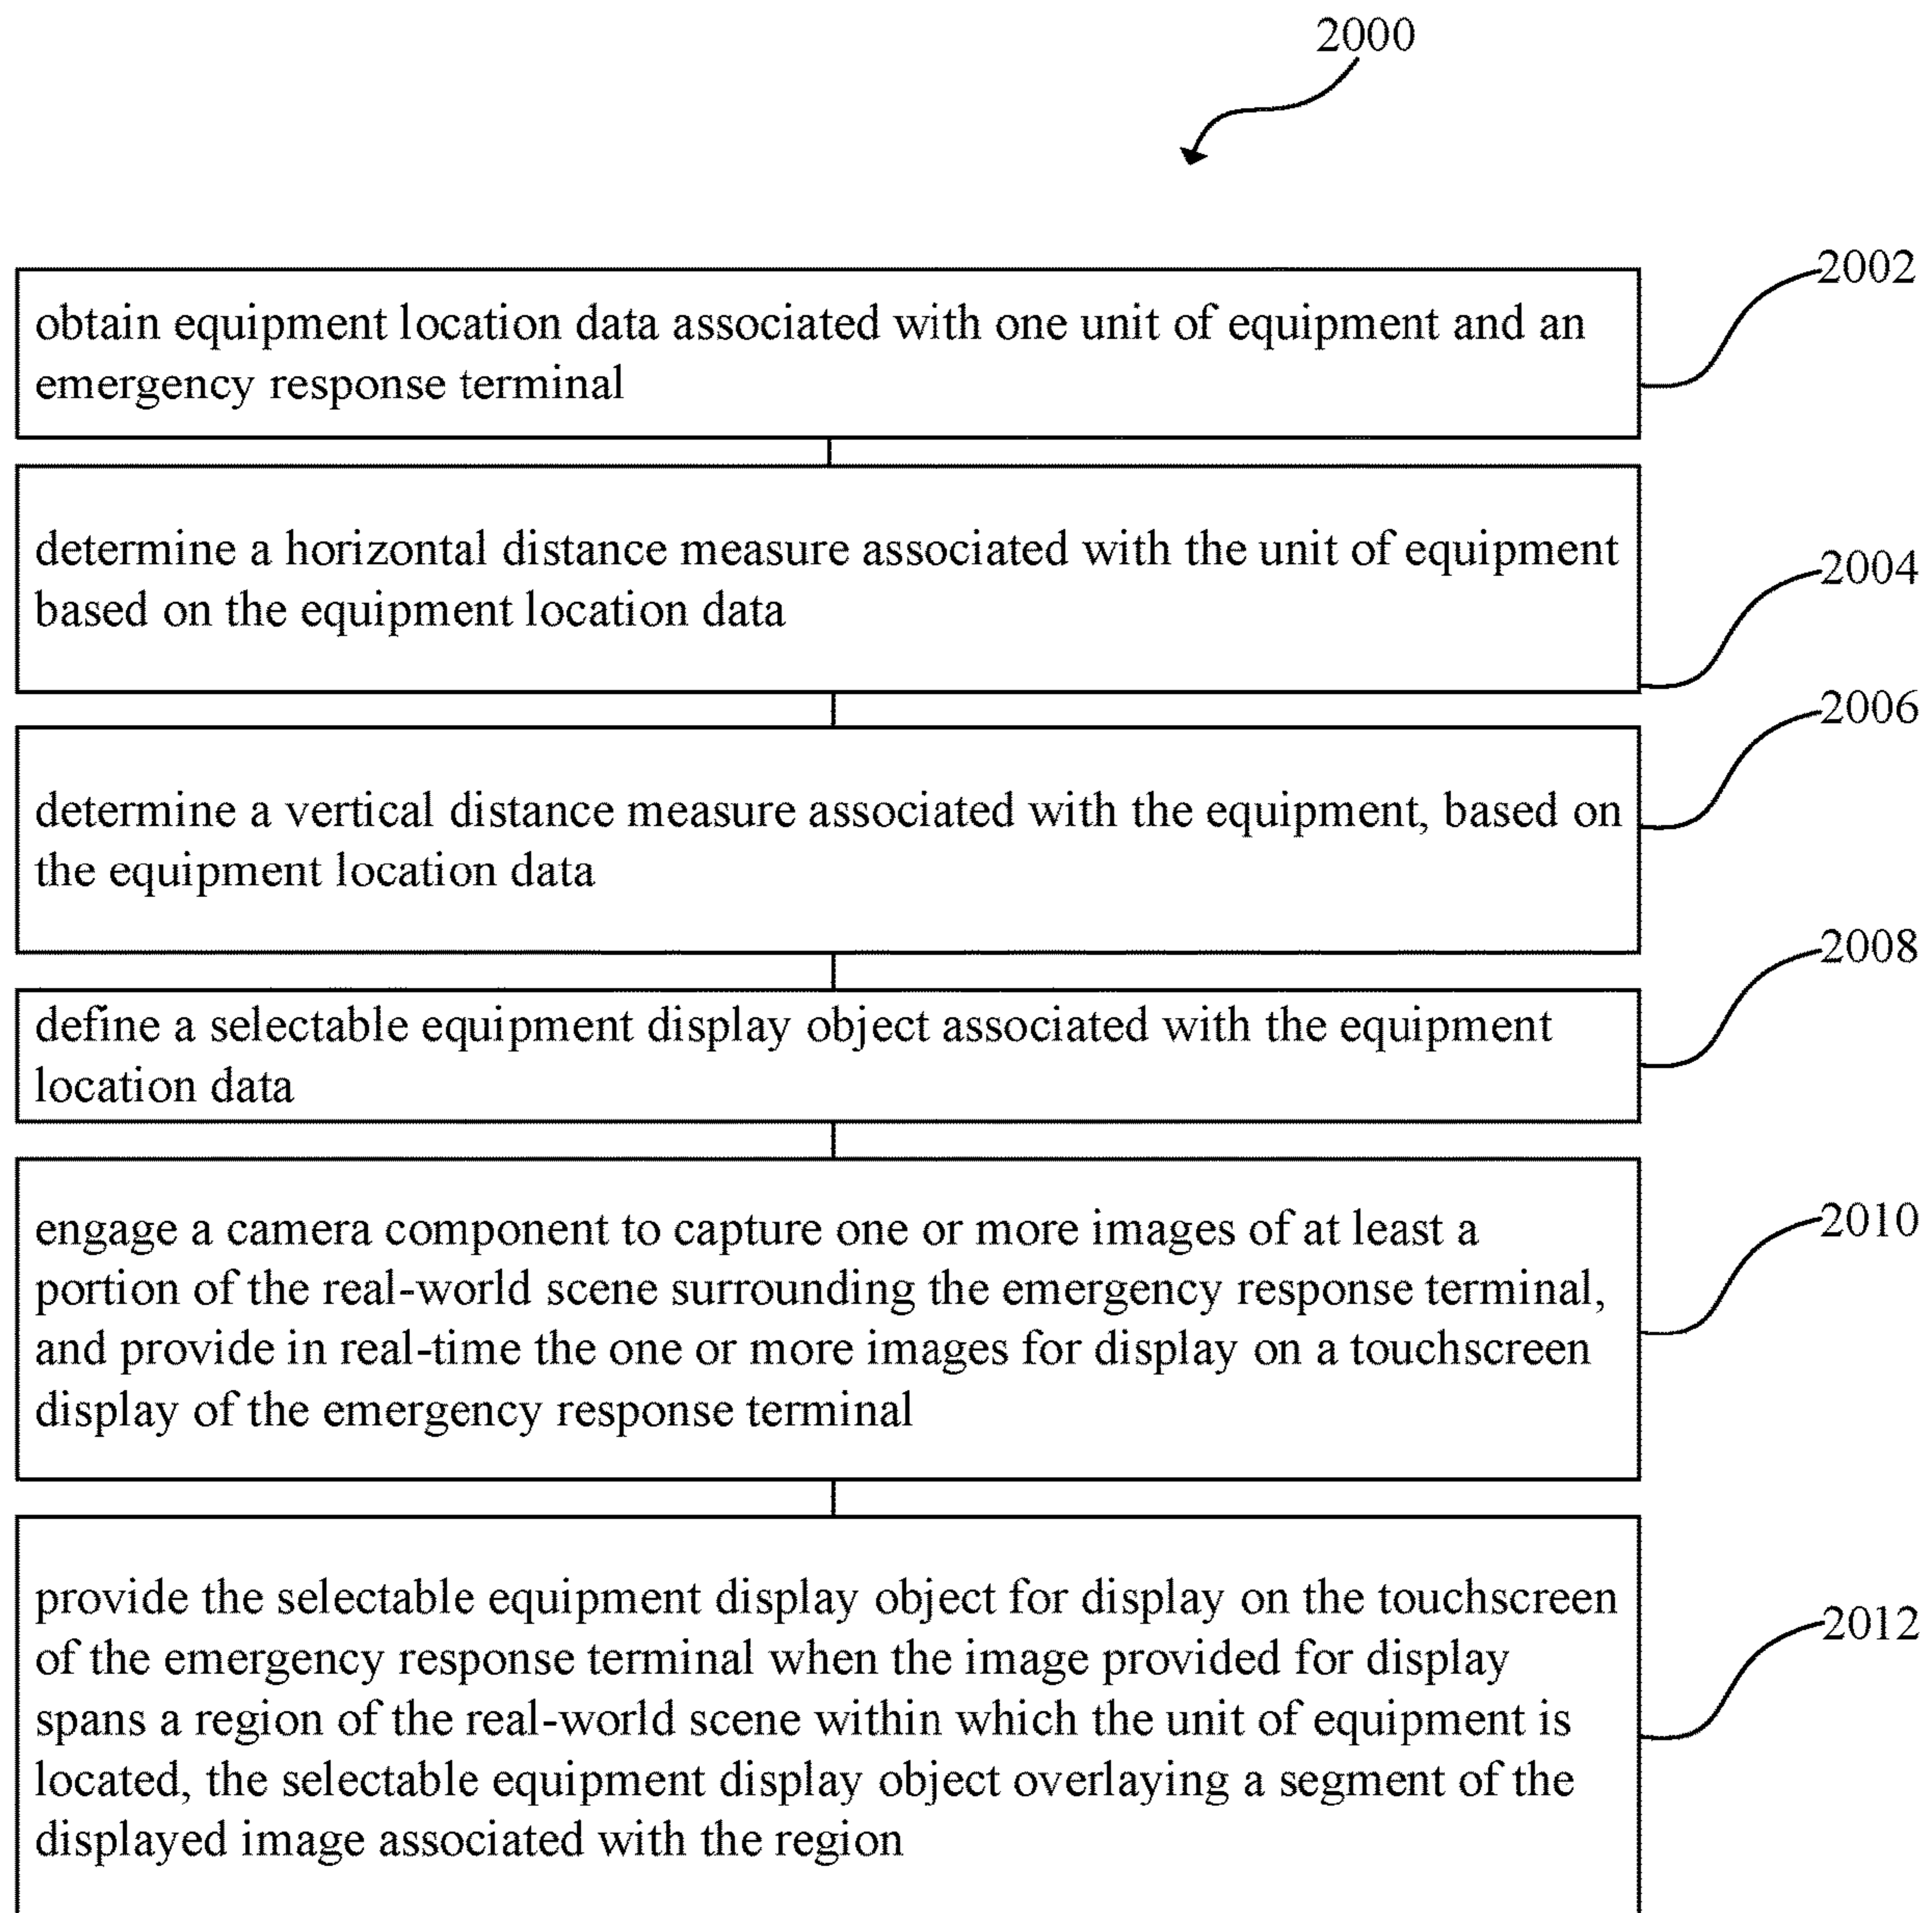 2000
2002
obtain equipment location data associated with one unit of equipment and an
emergency response terminal
determine a horizontal distance measure associated with the unit of equipment
based on the equipment location data
2004
2006
determine a vertical distance measure associated with the equipment, based on
the equipment location data
2008
define a selectable equipment display object associated with the equipment
location data
engage a camera component to capture one or more images of at least a
portion of the real-world scene surrounding the emergency response terminal,
and provide in real-time the one or more images for display on a touchscreen
display of the emergency response terminal
2010
provide the selectable equipment display object for display on the touchscreen
of the emergency response terminal when the image provided for display
spans a region of the real-world scene within which the unit of equipment is
located, the selectable equipment display object overlaying a segment of the
displayed image associated with the region
2012